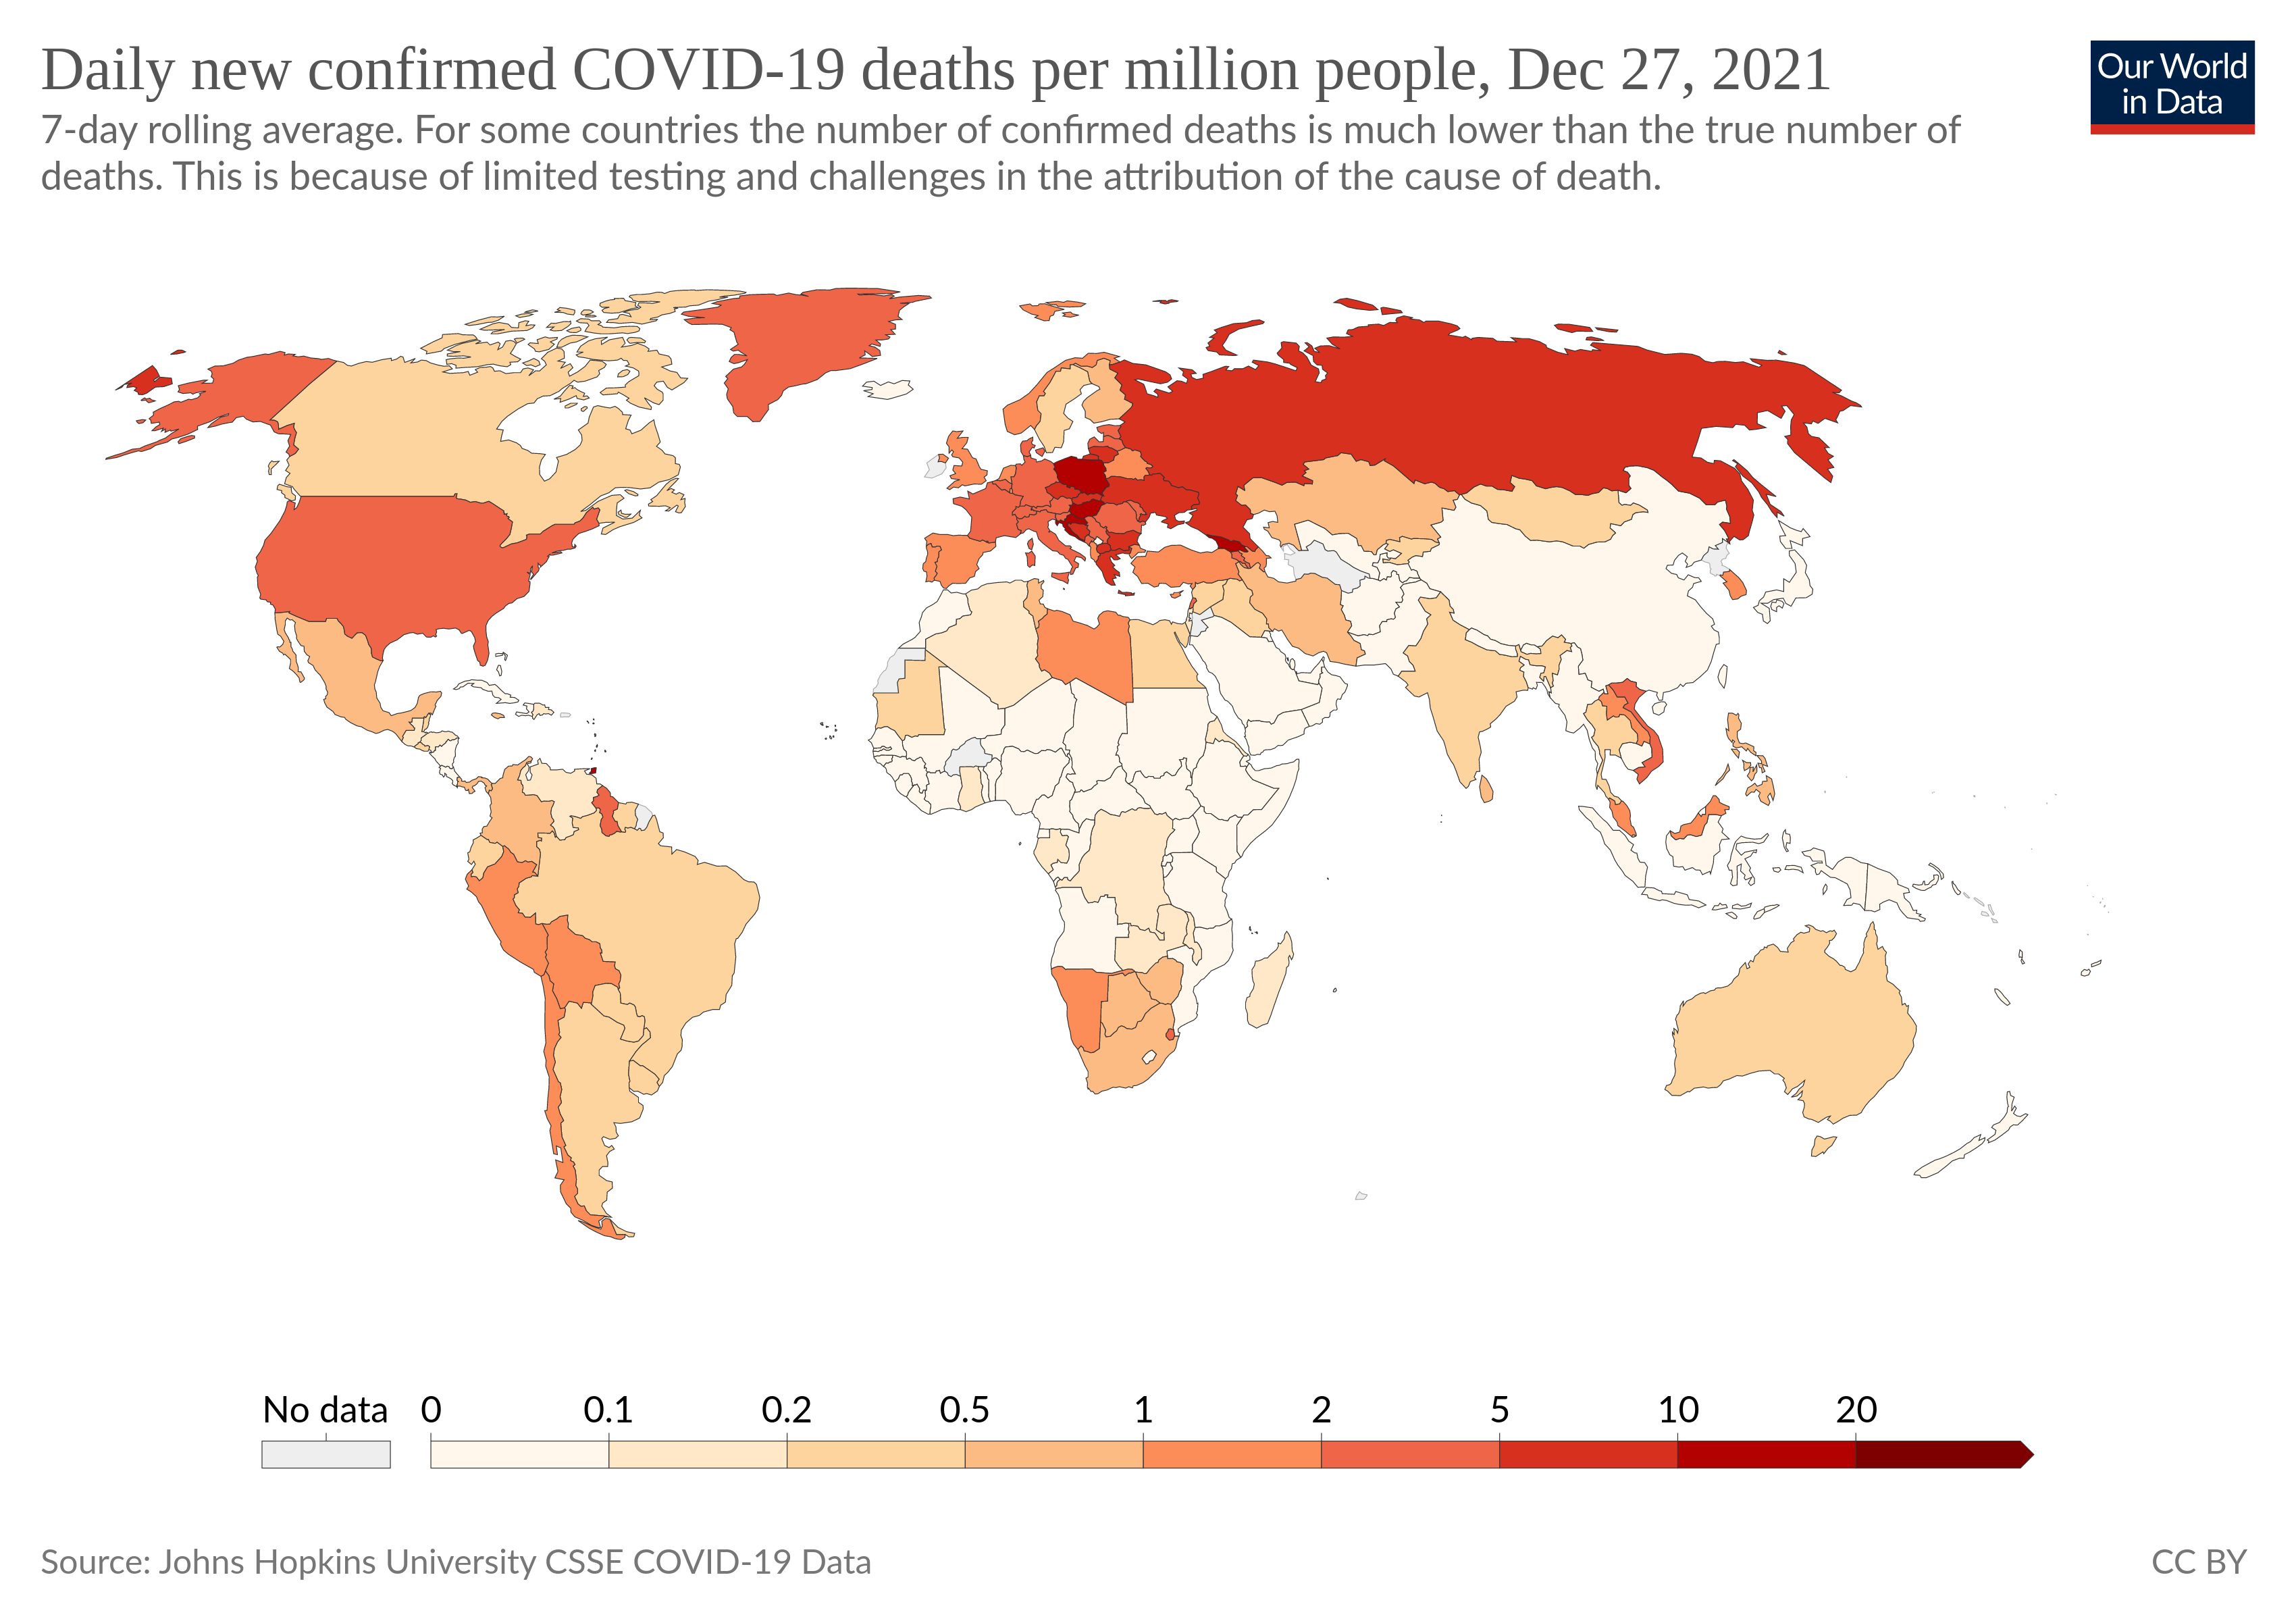 Daily new confirmed COVID-19 deaths per million people, Dec 27, 2021
Our World
in Data
7-day rolling average. For some countries the number of confirmed deaths is much lower than the true number of
deaths. This is because of limited testing and challenges in the attribution of the cause of death.
No data 0 0.1 0.2 0.5 1 2 5 10 20
Source: Johns Hopkins University CSSE COVID-19 Data
CC BY